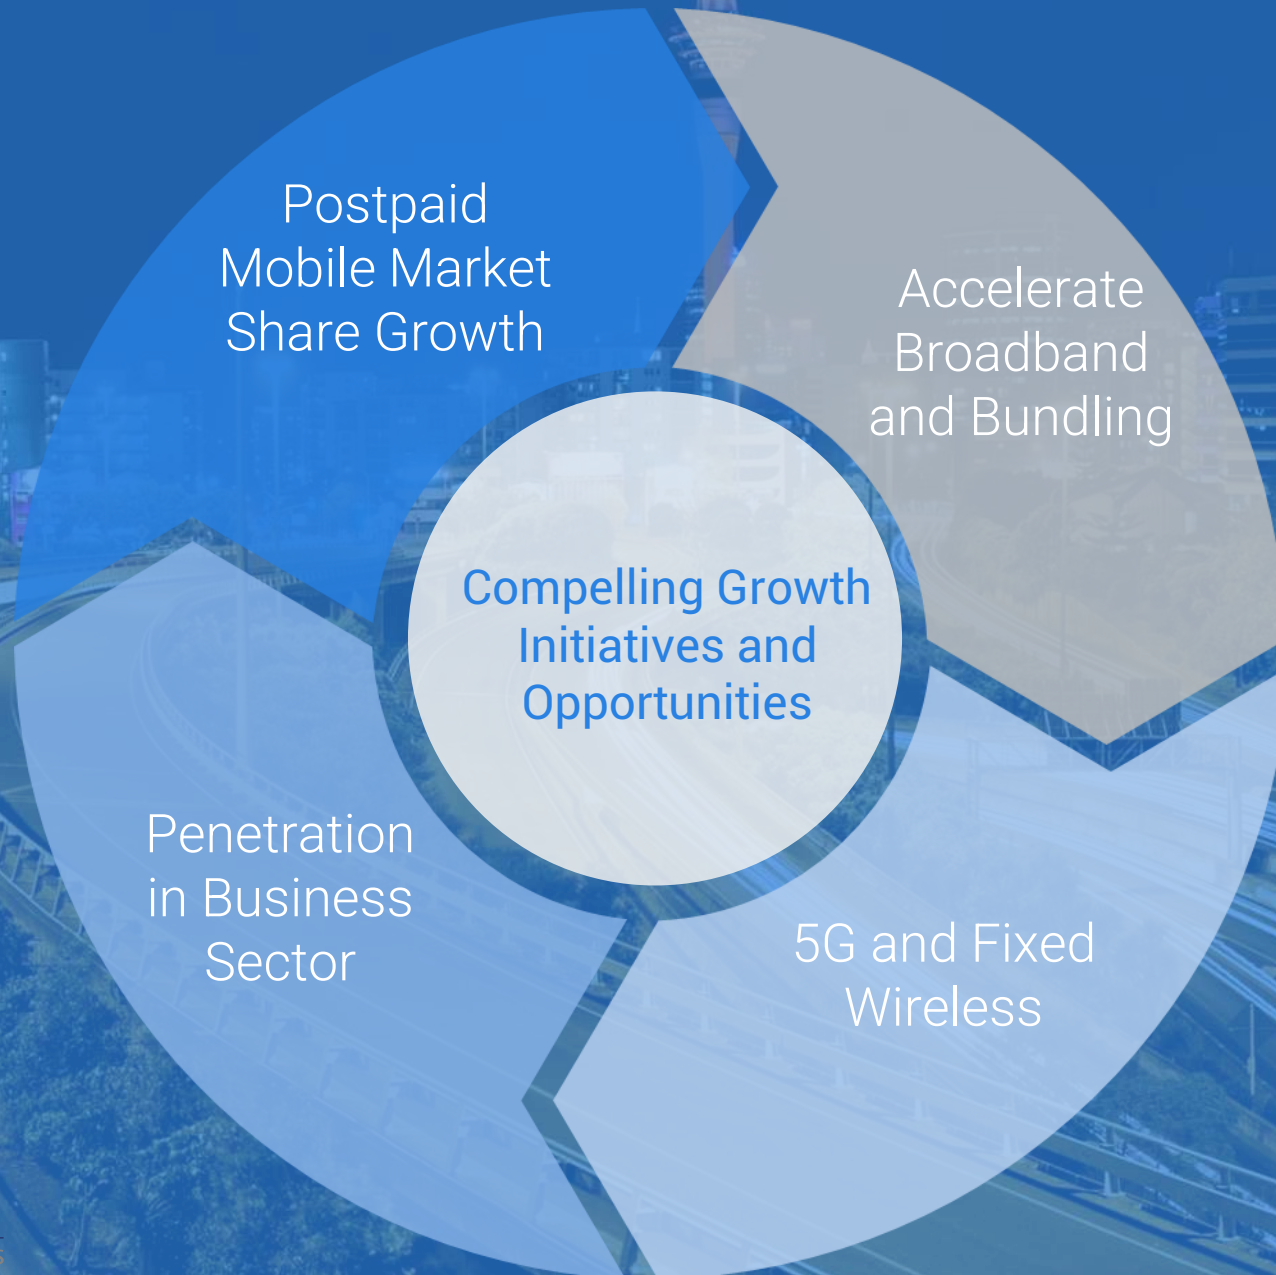 Postpaid
Mobile Market
Share Growth
Accelerate
Broadband
and Bundling
Compelling Growth
Initiatives and
Opportunities
Penetration
in Business
Sector
5G and Fixed
Wireless